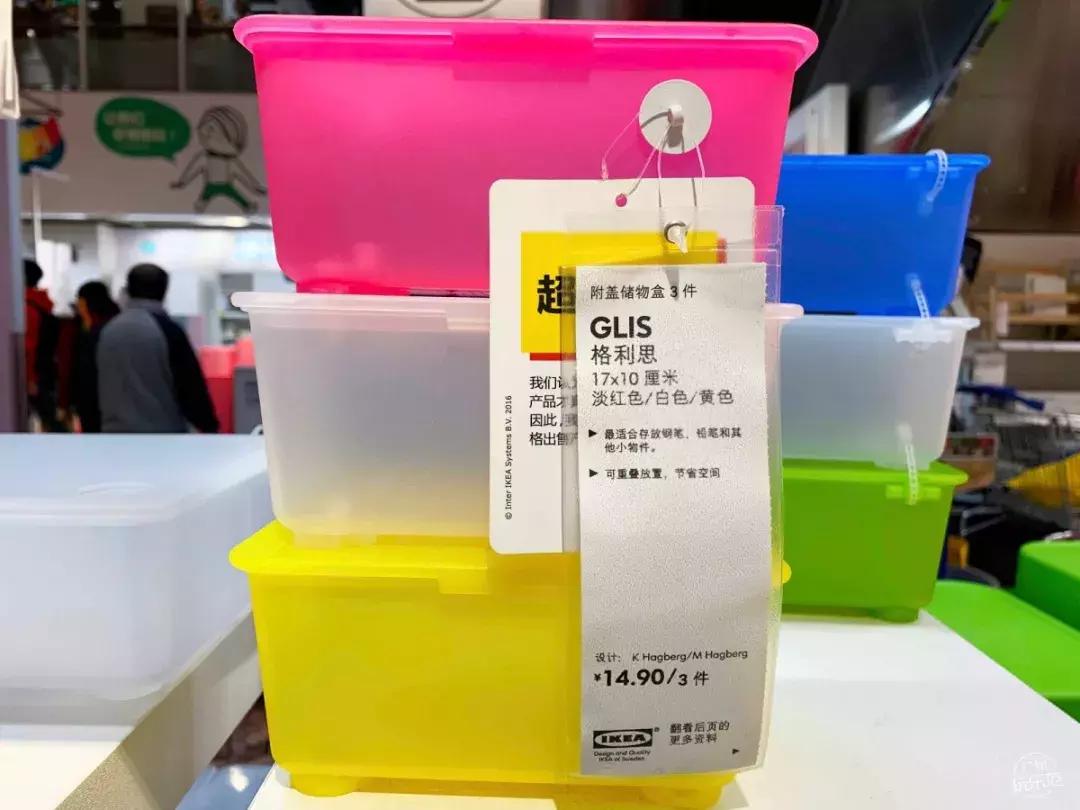 超
我们认
产品才
因此，
格出售产
© Inter IKEA Systems B.V. 2016
附盖储物盒 3 件
GLIS
格利思
17x10 厘米
淡红色/白色/黄色
最适合存放钢笔、铅笔和其
他小物件。
可重叠放置，节省空间
设计： K Hagberg/M Hagberg
¥14.90/3 件
IKEA
Design and Quality
IKEA of Sweden
翻看后页的
更多资料